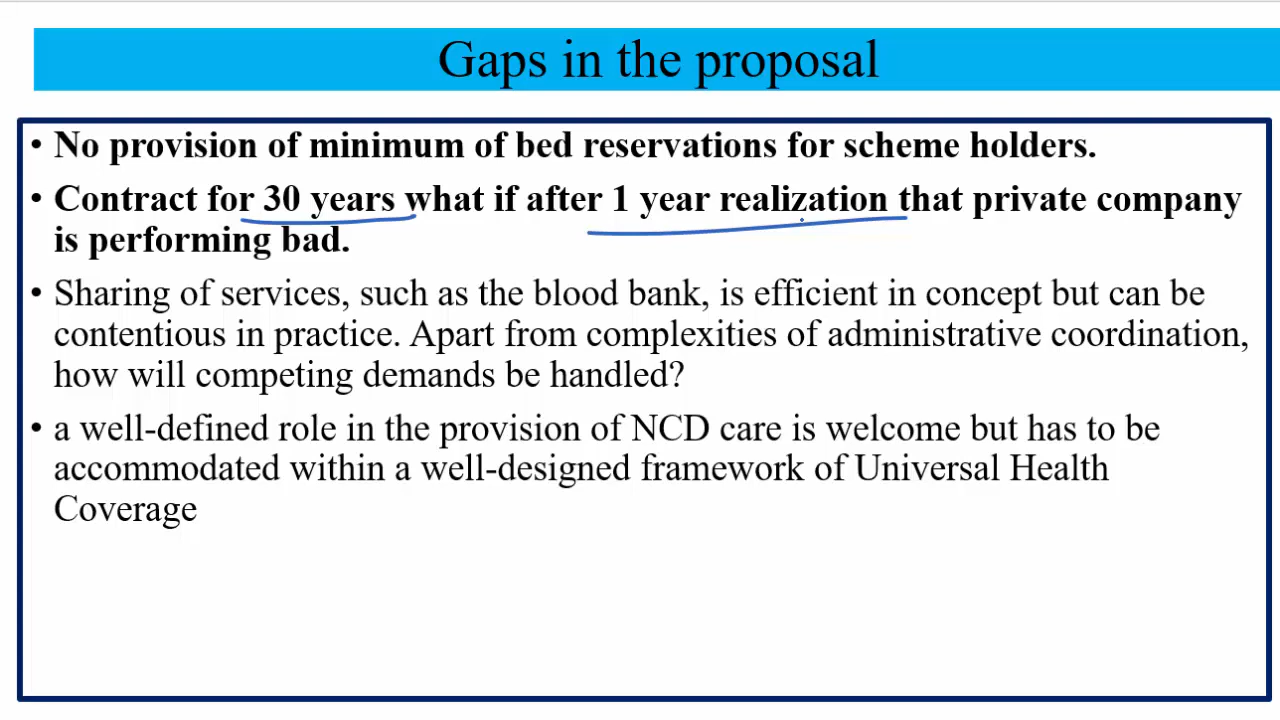 Gaps in the proposal
• No provision of minimum of bed reservations for scheme holders.
• Contract for 30 years what if after 1 year realization that private company
is performing bad.
• Sharing of services, such as the blood bank, is efficient in concept but can be
contentious in practice. Apart from complexities of administrative coordination,
how will competing demands be handled?
• a well-defined role in the provision of NCD care is welcome but has to be
accommodated within a well-designed framework of Universal Health
Coverage